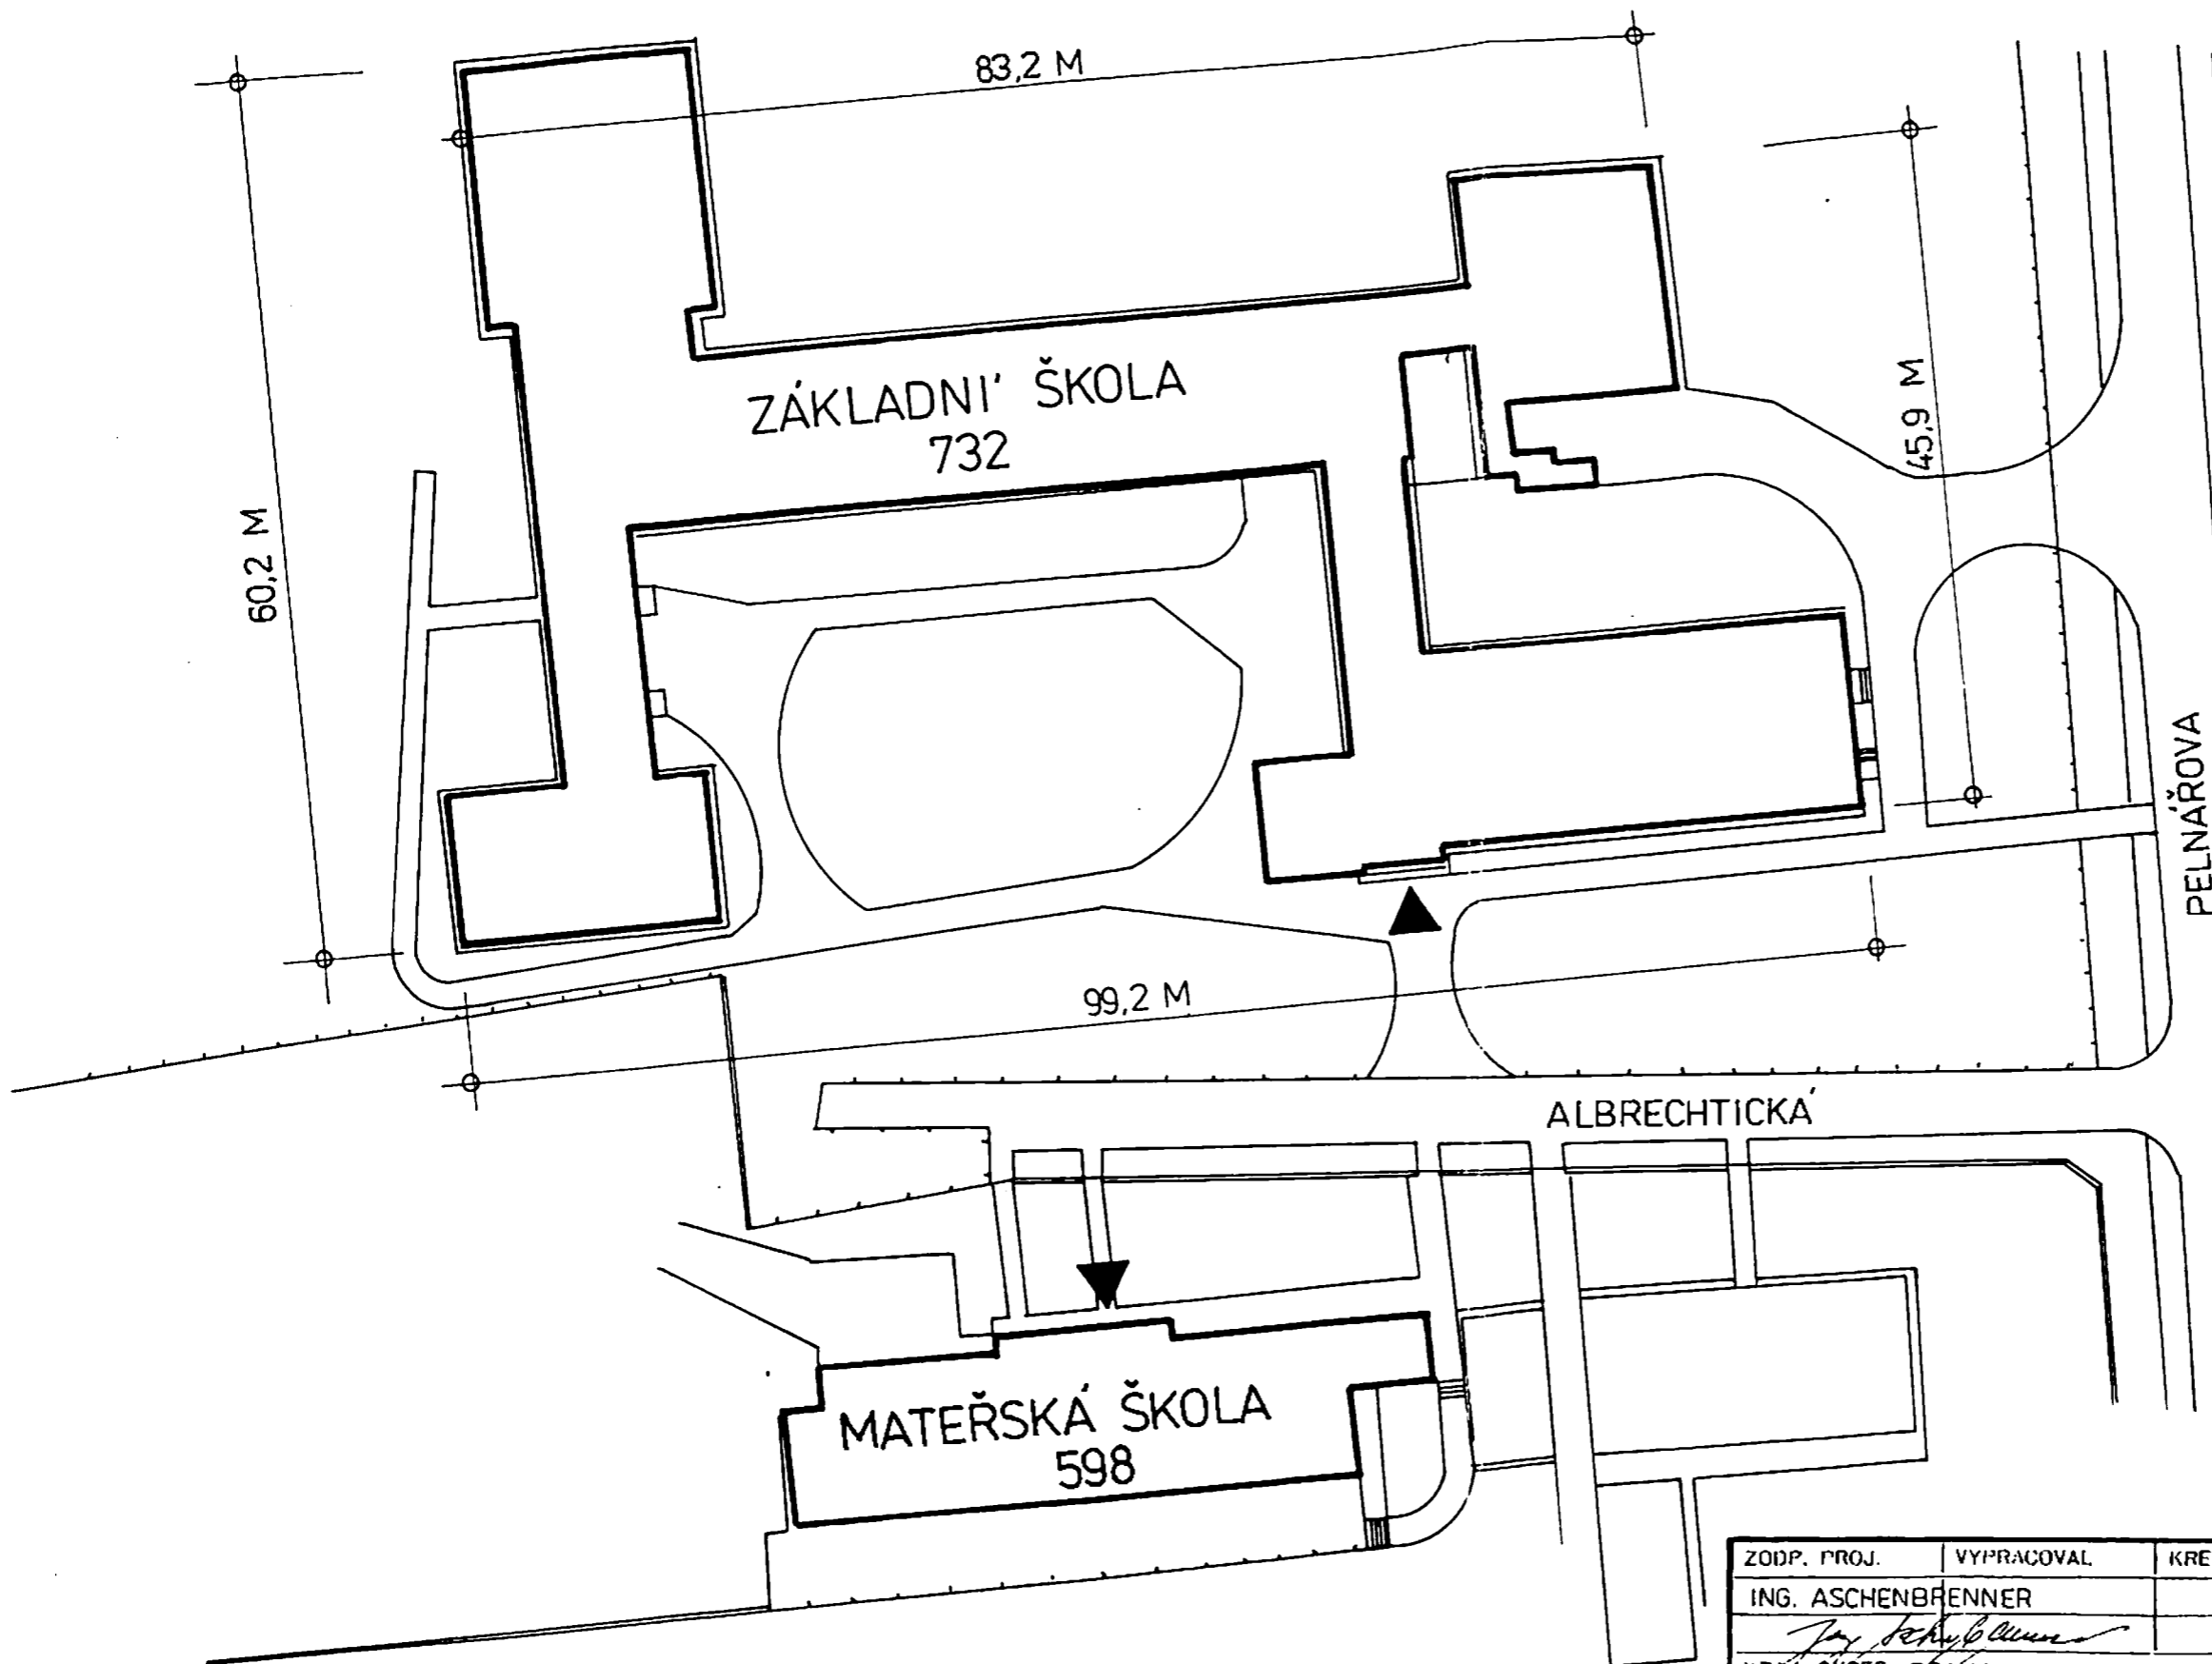 83,2 M
60,2 M
45,9 M
ZÁKLADNÍ ŠKOLA
732
PELNÁŘOVA
99,2 M
ALBRECHTICKÁ
MATEŘSKÁ ŠKOLA
598
ZODP. PROJ. VYPRACOVAL KRE
ING. ASCHENBRENNER